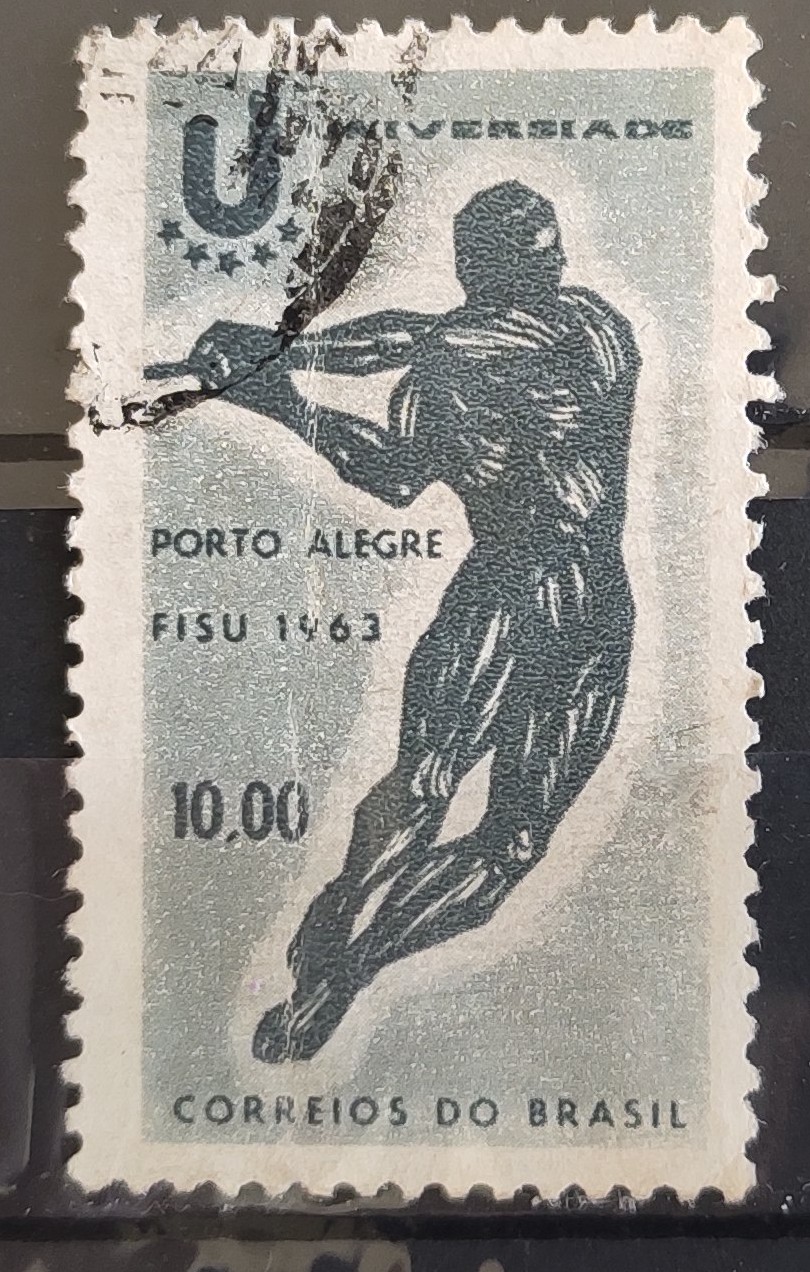 UNIVERSIADE
PORTO ALEGRE
FISU 1963
10,00
CORREIOS DO BRASIL